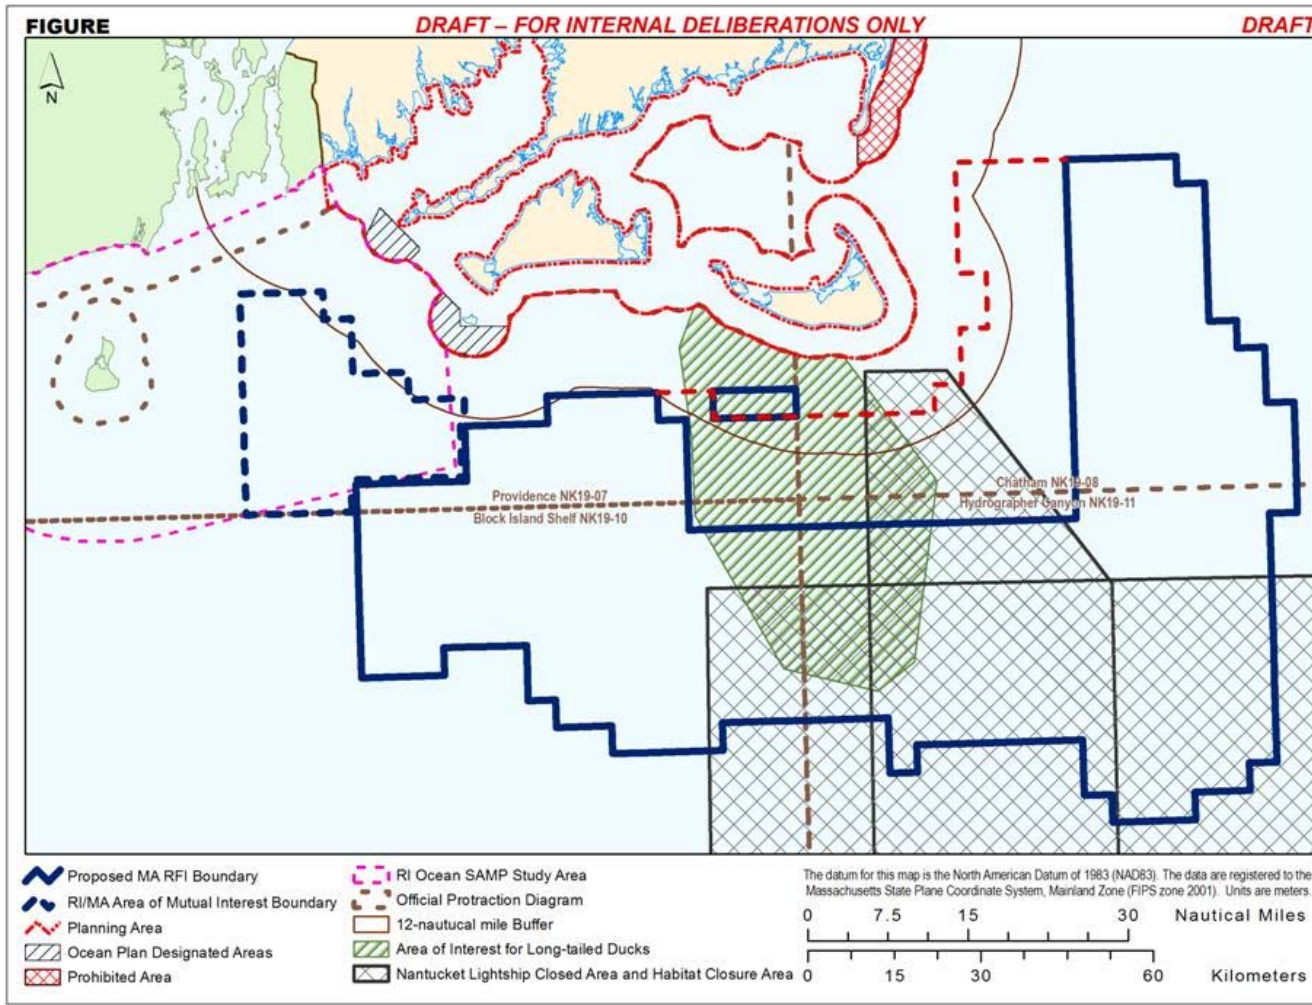 FIGURE
DRAFT – FOR INTERNAL DELIBERATIONS ONLY
DRAFT
N
Providence NK19-07
Block Island Shelf NK19-10
Chatham NK19-08
Hydrographer Canyon NK19-11
Proposed MA RFI Boundary
RI/MA Area of Mutual Interest Boundary
Planning Area
Ocean Plan Designated Areas
Prohibited Area
RI Ocean SAMP Study Area
Official Protraction Diagram
12-nautucal mile Buffer
Area of Interest for Long-tailed Ducks
Nantucket Lightship Closed Area and Habitat Closure Area
The datum for this map is the North American Datum of 1983 (NAD83). The data are registered to the
Massachusetts State Plane Coordinate System, Mainland Zone (FIPS zone 2001). Units are meters.
0 7.5 15 30 Nautical Miles
0 15 30 60 Kilometers